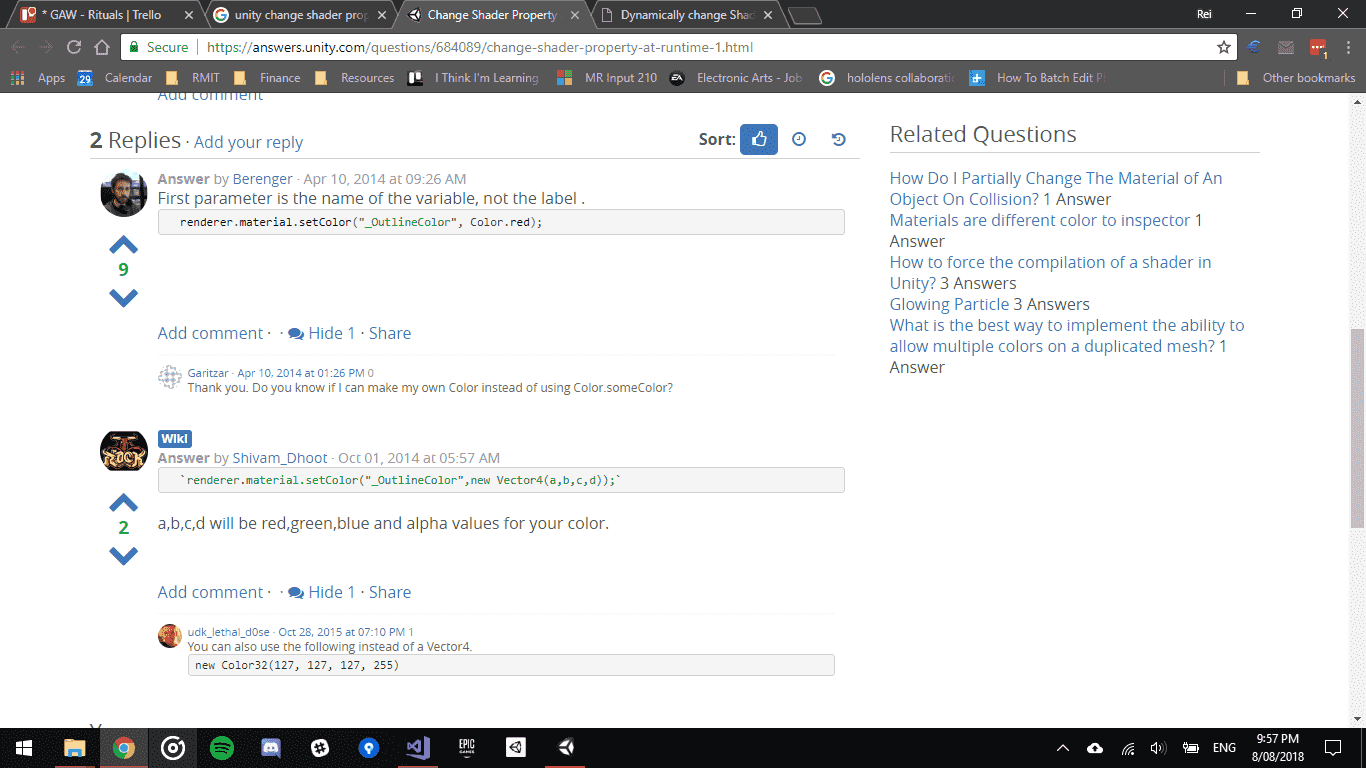 * GAW - Rituals | Trello
unity change shader prop
Change Shader Property
Dynamically change Shad
Rei
Secure
https://answers.unity.com/questions/684089/change-shader-property-at-runtime-1.html
1
Apps
29
Calendar
RMIT
Finance
Resources
I Think I'm Learning
MR Input 210
EA
Electronic Arts - Job
hololens collaboratic
How To Batch Edit P
Other bookmarks
Add comment
2 Replies · Add your reply
Sort:
Answer by Berenger · Apr 10, 2014 at 09:26 AM
First parameter is the name of the variable, not the label .
renderer.material.setColor("_OutlineColor", Color.red);
9
Add comment · · Hide 1 · Share
Garitzar · Apr 10, 2014 at 01:26 PM 0
Thank you. Do you know if I can make my own Color instead of using Color.someColor?
ROCK
Wiki
Answer by Shivam_Dhoot · Oct 01, 2014 at 05:57 AM
`renderer.material.setColor("_OutlineColor",new Vector4(a,b,c,d));`
2
a,b,c,d will be red,green,blue and alpha values for your color.
Add comment · · Hide 1 · Share
udk_lethal_d0se · Oct 28, 2015 at 07:10 PM 1
You can also use the following instead of a Vector4.
new Color32(127, 127, 127, 255)
Related Questions
How Do I Partially Change The Material of An
Object On Collision? 1 Answer
Materials are different color to inspector 1
Answer
How to force the compilation of a shader in
Unity? 3 Answers
Glowing Particle 3 Answers
What is the best way to implement the ability to
allow multiple colors on a duplicated mesh? 1
Answer
EPIC
GAMES
ENG
9:57 PM
8/08/2018